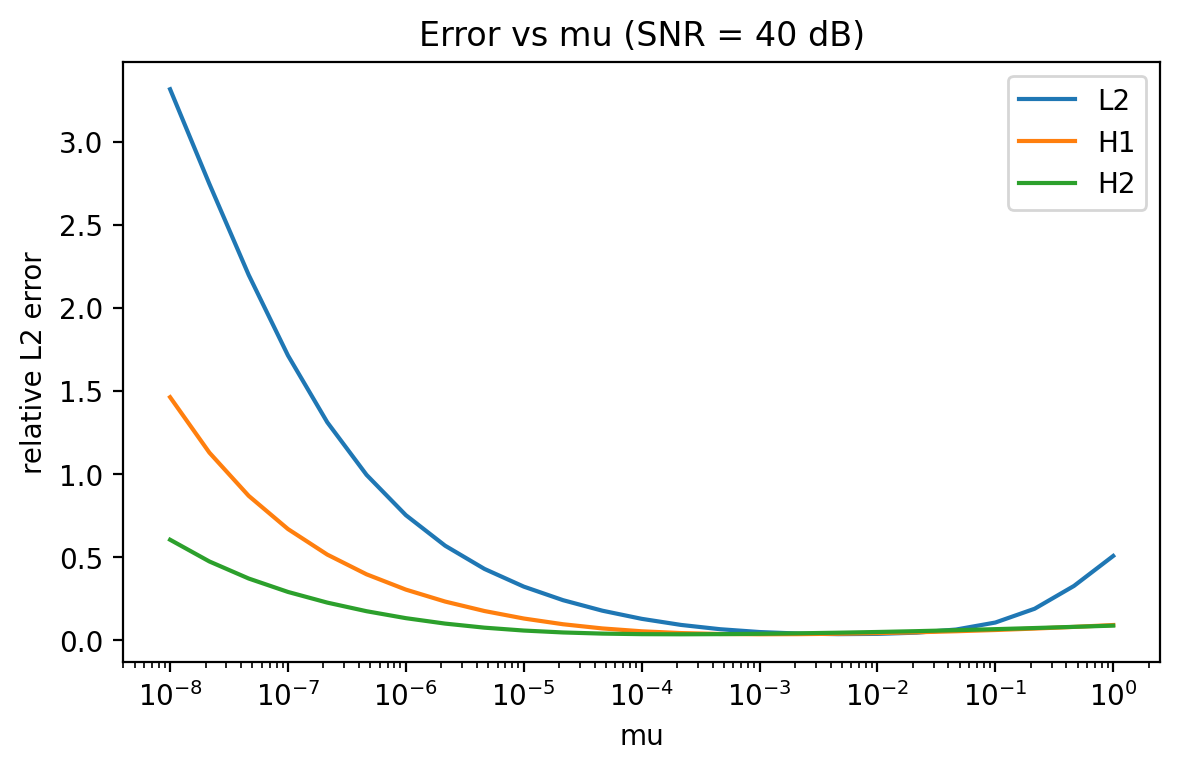 Error vs mu (SNR = 40 dB)
L2
H1
H2
relative L2 error
3.0
2.5
2.0
1.5
1.0
0.5
0.0
10⁻⁸ 10⁻⁷ 10⁻⁶ 10⁻⁵ 10⁻⁴ 10⁻³ 10⁻² 10⁻¹ 10⁰
mu